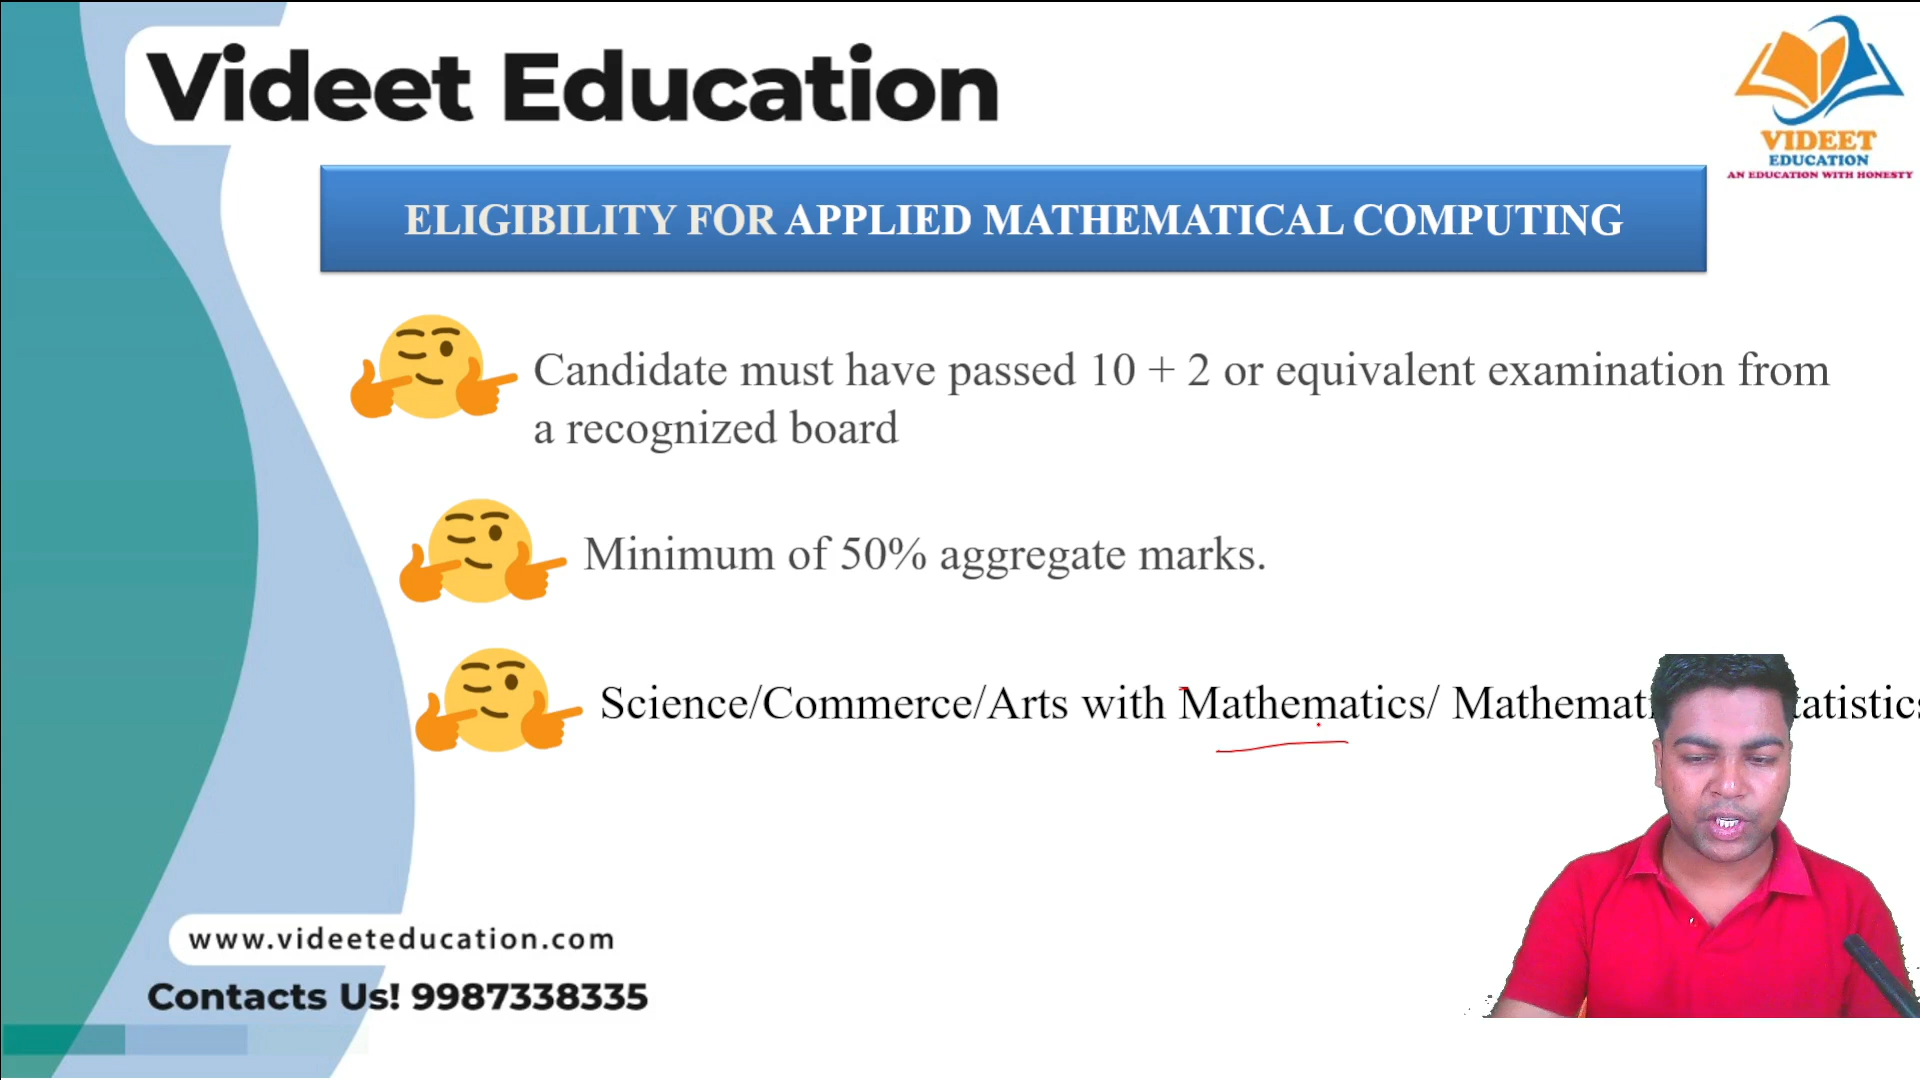 Videet Education
VIDEET
EDUCATION
AN EDUCATION WITH HONESTY
ELIGIBILITY FOR APPLIED MATHEMATICAL COMPUTING
Candidate must have passed 10 + 2 or equivalent examination from
a recognized board
Minimum of 50% aggregate marks.
Science/Commerce/Arts with Mathematics/
www.videeteducation.com
Contacts Us! 9987338335